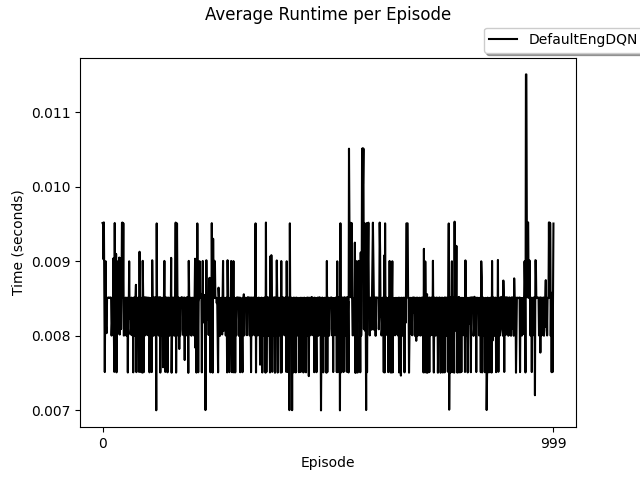 Average Runtime per Episode
DefaultEngDQN
0.011
0.010
0.009
0.008
0.007
Time (seconds)
0
999
Episode